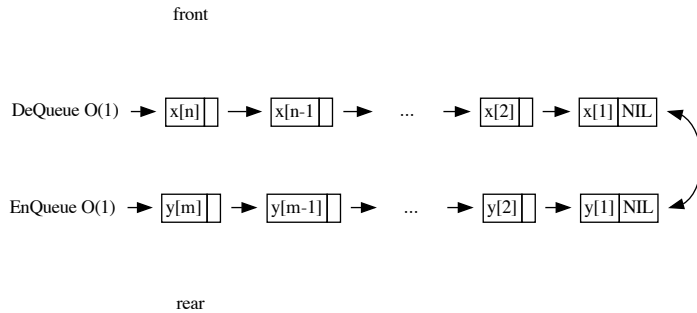 front
DeQueue O(1) x[n] x[n-1 ... x[2] x[1] NIL
EnQueue O(1) y[m] y[m-1] ... y[2] y[1] NIL
rear